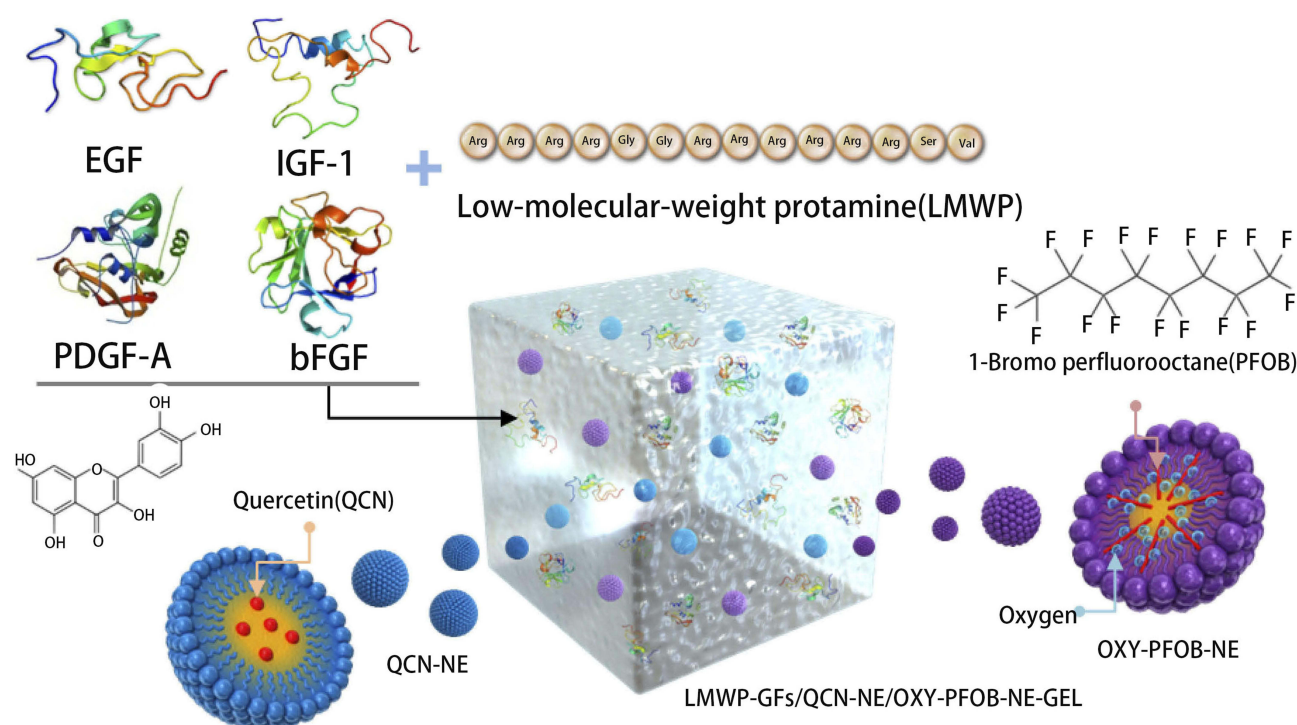 EGF
IGF-1
PDGF-A
bFGF
Arg Arg Arg Arg Gly Gly Arg Arg Arg Arg Arg Arg Ser Val
Low-molecular-weight protamine(LMWP)
F F F F F F F F
F F
F F F F F F F
1-Bromo perfluorooctane(PFOB)
OH
OH
HO
O
OH
OH
O
Quercetin(QCN)
QCN-NE
Oxygen
OXY-PFOB-NE
LMWP-GFs/QCN-NE/OXY-PFOB-NE-GEL